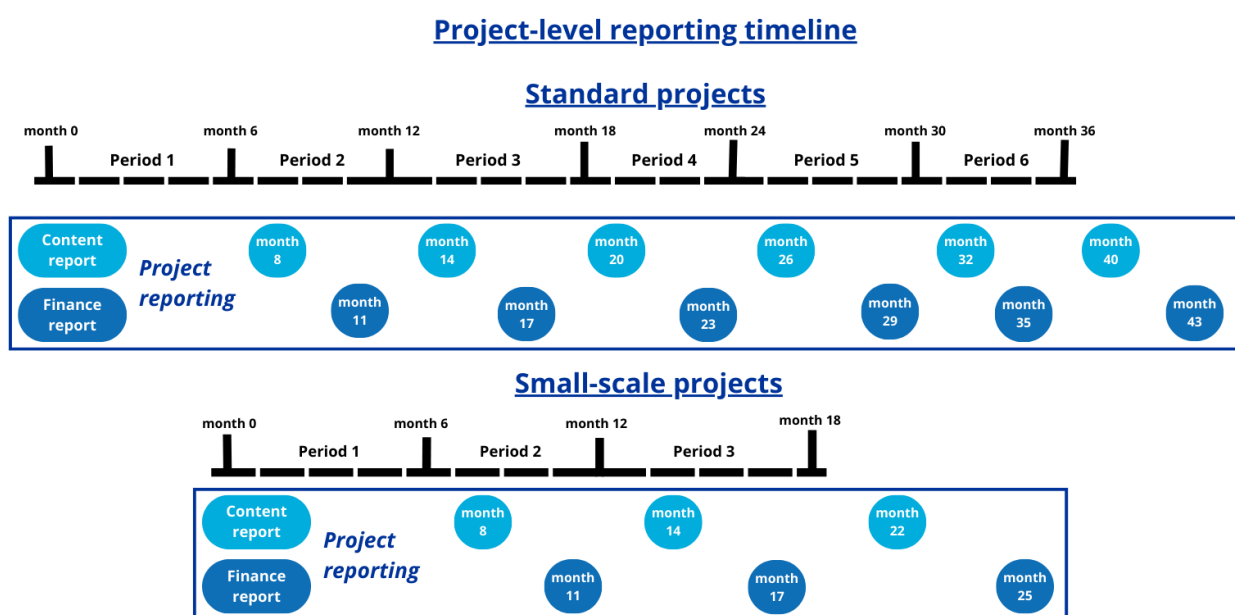 Project-level reporting timeline
Standard projects
month 0
month 6
month 12
month 18
month 24
month 30
month 36
Period 1
Period 2
Period 3
Period 4
Period 5
Period 6
Content
report
Project
reporting
month
8
month
14
month
20
month
26
month
32
month
40
Finance
report
month
11
month
17
month
23
month
29
month
35
month
43
Small-scale projects
month 0
month 6
month 12
month 18
Period 1
Period 2
Period 3
Content
report
Project
reporting
month
8
month
14
month
22
Finance
report
month
11
month
17
month
25